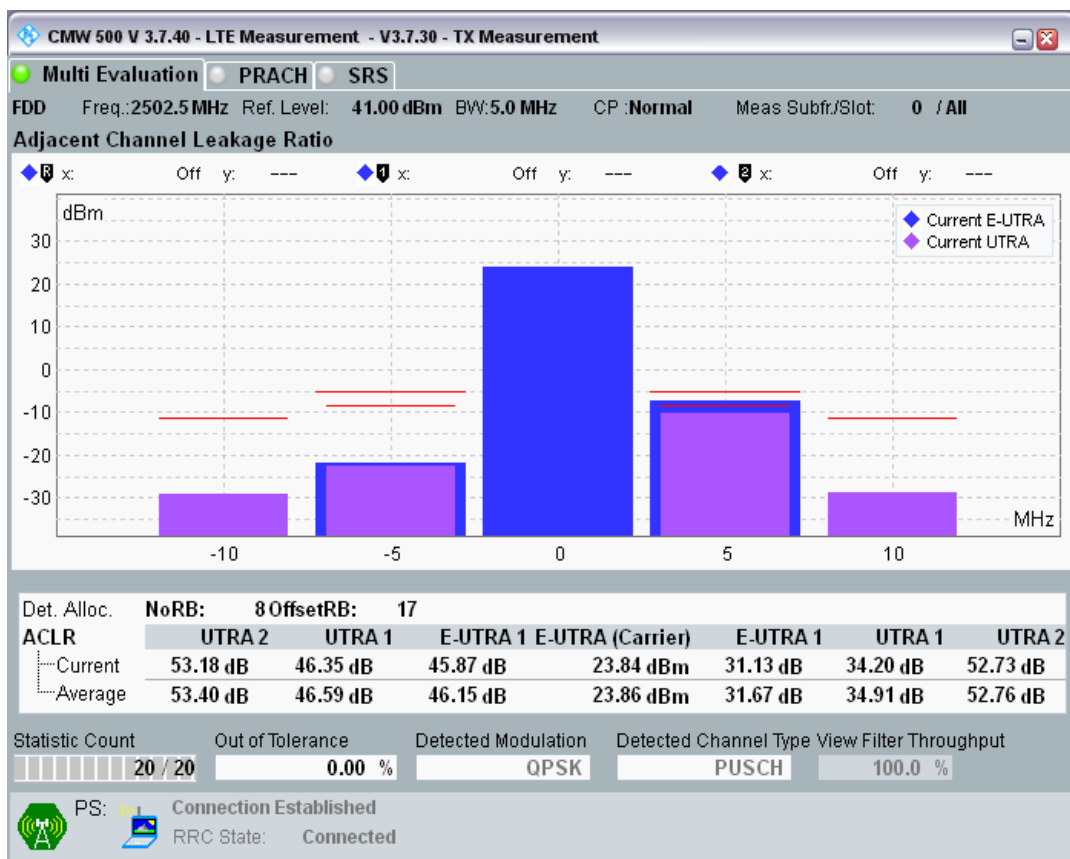 CMW 500 V 3.7.40 - LTE Measurement - V3.7.30 - TX Measurement
Multi Evaluation PRACH SRS
FDD Freq.:2502.5 MHz Ref. Level: 41.00 dBm BW:5.0 MHz CP :Normal Meas Subfr./Slot: 0 / All
Adjacent Channel Leakage Ratio
R x: Off y: --- 1 x: Off y: --- 2 x: Off y: ---
dBm
Current E-UTRA
Current UTRA
30
20
10
0
-10
-20
-30
MHz
-10 -5 0 5 10
Det. Alloc. NoRB: 8 OffsetRB: 17
ACLR UTRA 2 UTRA 1 E-UTRA 1 E-UTRA (Carrier) E-UTRA 1 UTRA 1 UTRA 2
Current 53.18 dB 46.35 dB 45.87 dB 23.84 dBm 31.13 dB 34.20 dB 52.73 dB
Average 53.40 dB 46.59 dB 46.15 dB 23.86 dBm 31.67 dB 34.91 dB 52.76 dB
Statistic Count Out of Tolerance Detected Modulation Detected Channel Type View Filter Throughput
20 / 20 0.00 % QPSK PUSCH 100.0 %
PS: Connection Established
RRC State: Connected